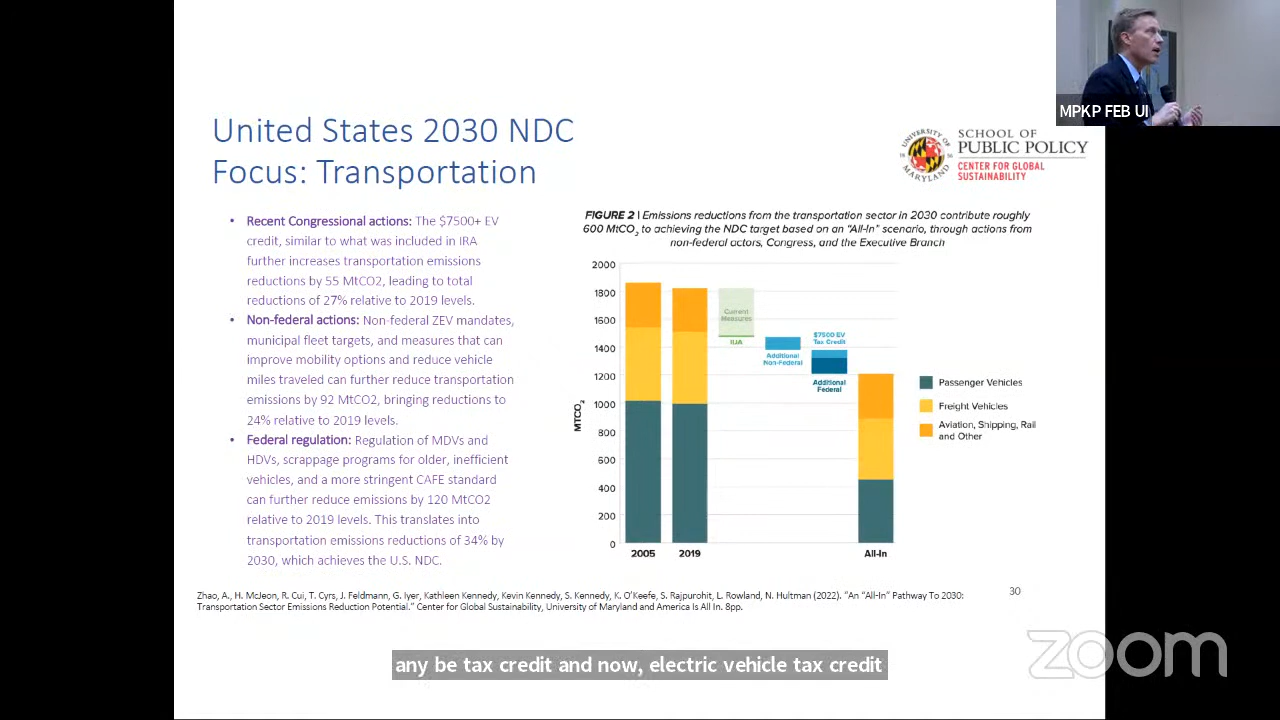 MPKP FEB UI
United States 2030 NDC
Focus: Transportation
UNIVERSITY OF
MARYLAND
18 56
SCHOOL OF
PUBLIC POLICY
CENTER FOR GLOBAL
SUSTAINABILITY
• Recent Congressional actions: The $7500+ EV
credit, similar to what was included in IRA
further increases transportation emissions
reductions by 55 MtCO2, leading to total
reductions of 27% relative to 2019 levels.
• Non-federal actions: Non-federal ZEV mandates,
municipal fleet targets, and measures that can
improve mobility options and reduce vehicle
miles traveled can further reduce transportation
emissions by 92 MtCO2, bringing reductions to
24% relative to 2019 levels.
• Federal regulation: Regulation of MDVs and
HDVs, scrappage programs for older, inefficient
vehicles, and a more stringent CAFE standard
can further reduce emissions by 120 MtCO2
relative to 2019 levels. This translates into
transportation emissions reductions of 34% by
2030, which achieves the U.S. NDC.
FIGURE 2 | Emissions reductions from the transportation sector in 2030 contribute roughly
600 MtCO₂ to achieving the NDC target based on an “All-In” scenario, through actions from
non-federal actors, Congress, and the Executive Branch
MTCO₂
2000
1800
1600
1400
1200
1000
800
600
400
200
0
2005
2019
Current
Measures
IIJA
Additional
Non-Federal
$7500 EV
Tax Credit
Additional
Federal
All-In
Passenger Vehicles
Freight Vehicles
Aviation, Shipping, Rail
and Other
Zhao, A., H. McJeon, R. Cui, T. Cyrs, J. Feldmann, G. Iyer, Kathleen Kennedy, Kevin Kennedy, S. Kennedy, K. O’Keefe, S. Rajpurohit, L. Rowland, N. Hultman (2022). “An “All-In” Pathway To 2030:
Transportation Sector Emissions Reduction Potential.” Center for Global Sustainability, University of Maryland and America Is All In. 8pp.
30
any be tax credit and now, electric vehicle tax credit
zoom